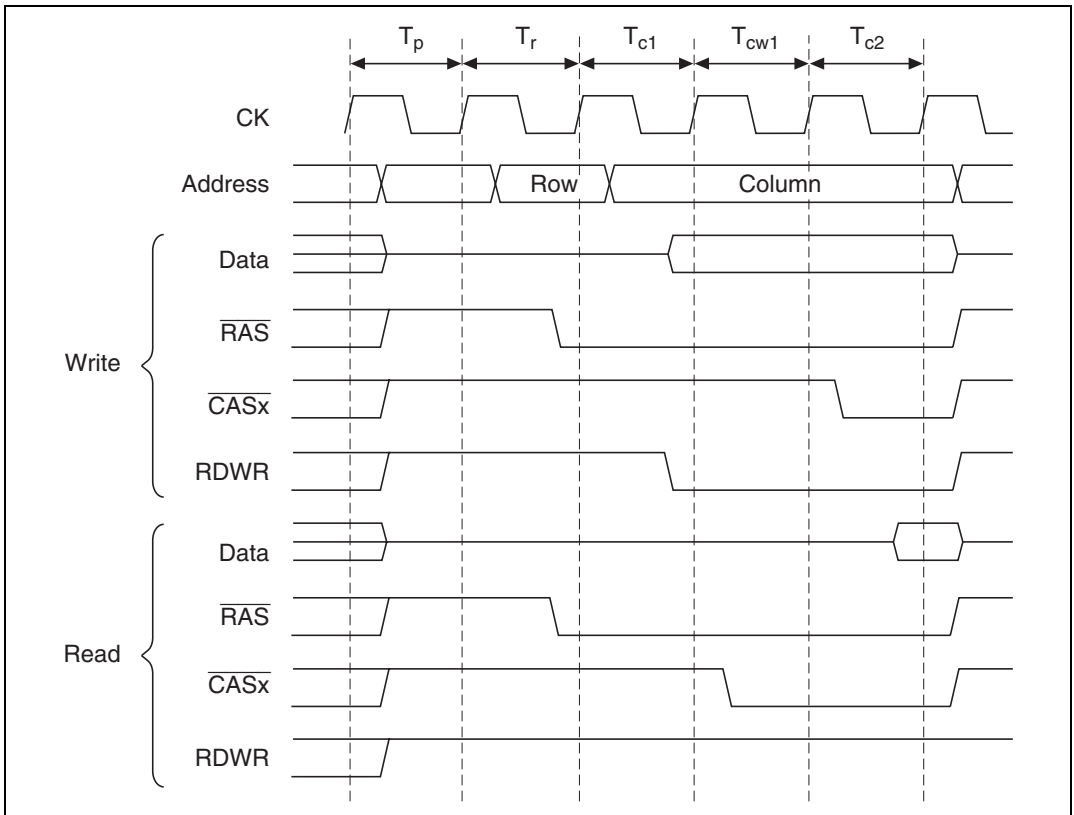 Tp Tr Tc1 Tcw1 Tc2
CK
Address Row Column
Write
Data
RAS
CASx
RDWR
Read
Data
RAS
CASx
RDWR